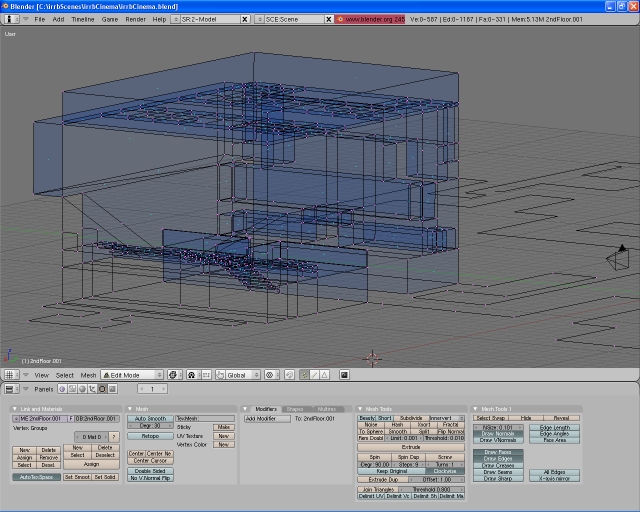 Blender [C:\IrrbScenes\IrrbCinema\IrrbCinema.blend]
File Add Timeline Game Render Help SR:2-Model SCE:Scene www.blender.org 245 Ve:0-587 | Ed:0-1167 | Fa:0-331 | Mem:5.13M 2ndFloor.001
User
(1) 2ndFloor.001
View Select Mesh Edit Mode Global
Panels 1
Link and Materials
ME:2ndFloor.001 F OB:2ndFloor.001
Vertex Groups
0 Mat 0 ?
New Delete
Assign Remove
Select Desel.
New Delete
Select Deselect
Assign
AutoTexSpace Set Smooth Set Solid
Mesh
Auto Smooth
Degr: 30
Retopo
TexMesh:
Sticky Make
UV Texture New
Vertex Color New
Center Center Ne
Center Cursor
Double Sided
No V.Normal Flip
Modifiers Shapes Multires
Add Modifier To: 2ndFloor.001
Mesh Tools
Beauty Short Subdivide Innervert
Noise Hash Xsort Fractal
To Sphere Smooth Split Flip Normal
Rem Doubl Limit: 0.001 Threshold: 0.010
Extrude
Spin Spin Dup Screw
Degr: 90.00 Steps: 9 Turns: 1
Keep Original Clockwise
Extrude Dup Offset: 1.00
Join Triangles Threshold 0.800
Delimit UV Delimit Vc Delimit Sh Delimit Ma
Mesh Tools 1
Select Swap Hide Reveal
NSize: 0.101
Draw Normals
Draw VNormals
Edge Length
Edge Angles
Face Area
Draw Faces
Draw Edges
Draw Creases
Draw Seams
Draw Sharp
All Edges
X-axis mirror